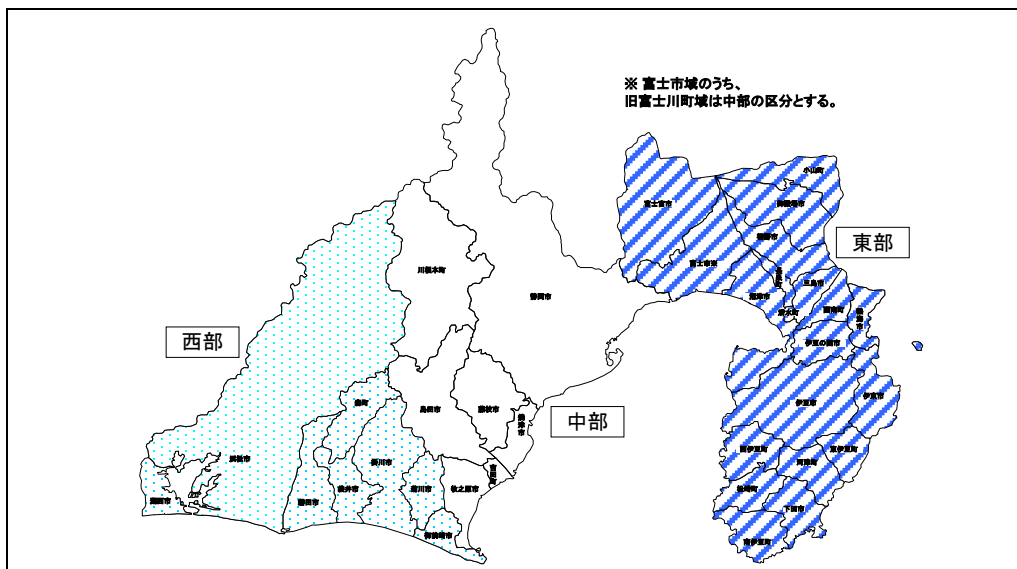 ※ 富士市域のうち、
旧富士川町域は中部の区分とする。
小山町
富士宮市
御殿場市
裾野市
東部
富士市
長泉町
三島市
川根本町
静岡市
沼津市
清水町
函南町
熱海市
西部
伊豆の国市
森町
島田市
藤枝市
焼津市
中部
伊豆市
伊東市
浜松市
掛川市
西伊豆町
河津町
東伊豆町
湖西市
磐田市
袋井市
菊川市
牧之原市
吉田町
松崎町
下田市
御前崎市
南伊豆町